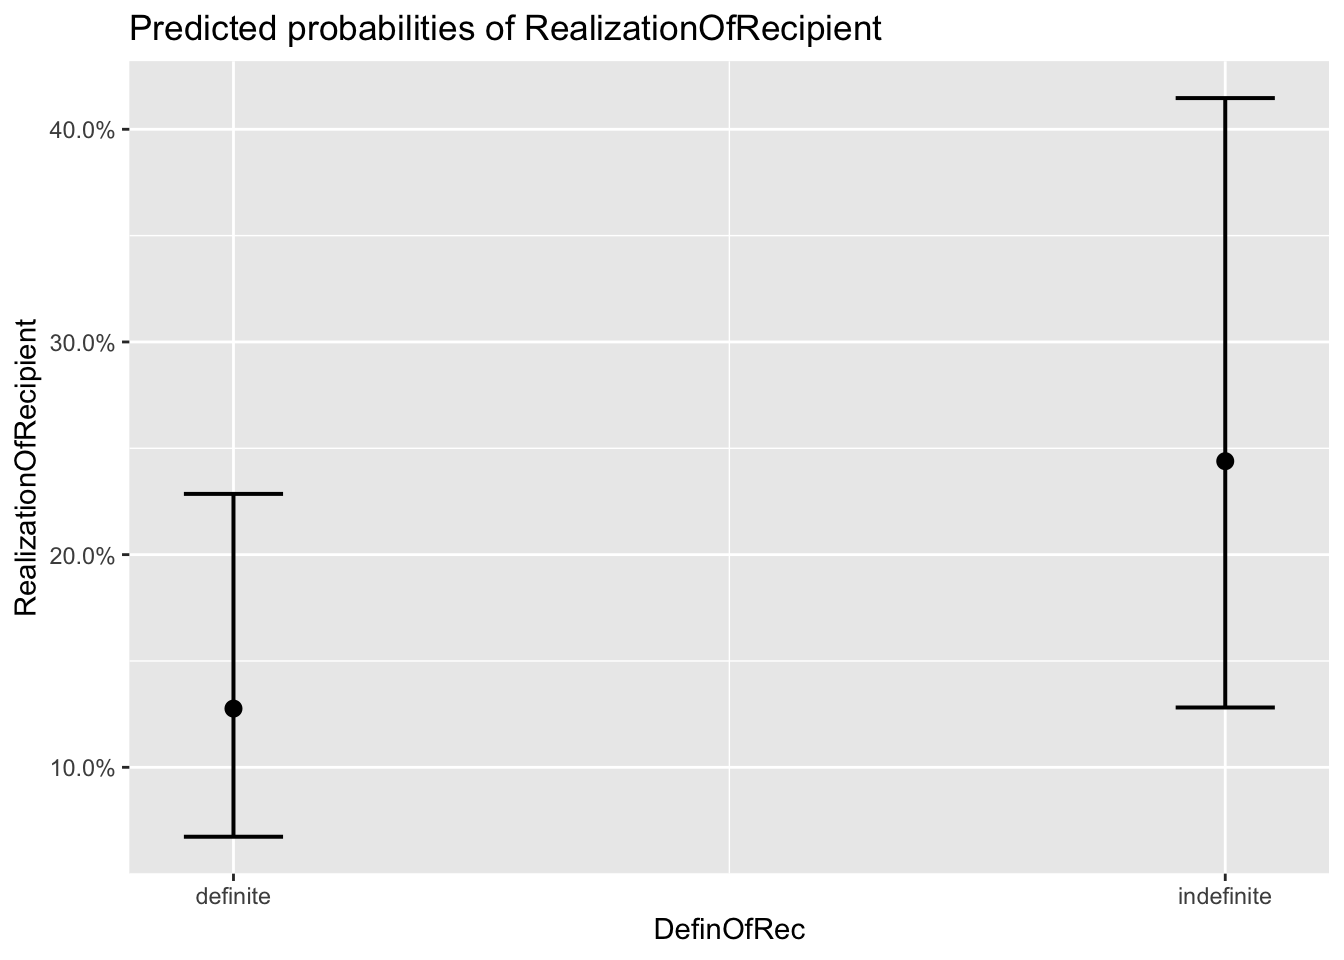 Predicted probabilities of RealizationOfRecipient
RealizationOfRecipient
40.0%
30.0%
20.0%
10.0%
definite
indefinite
DefinOfRec